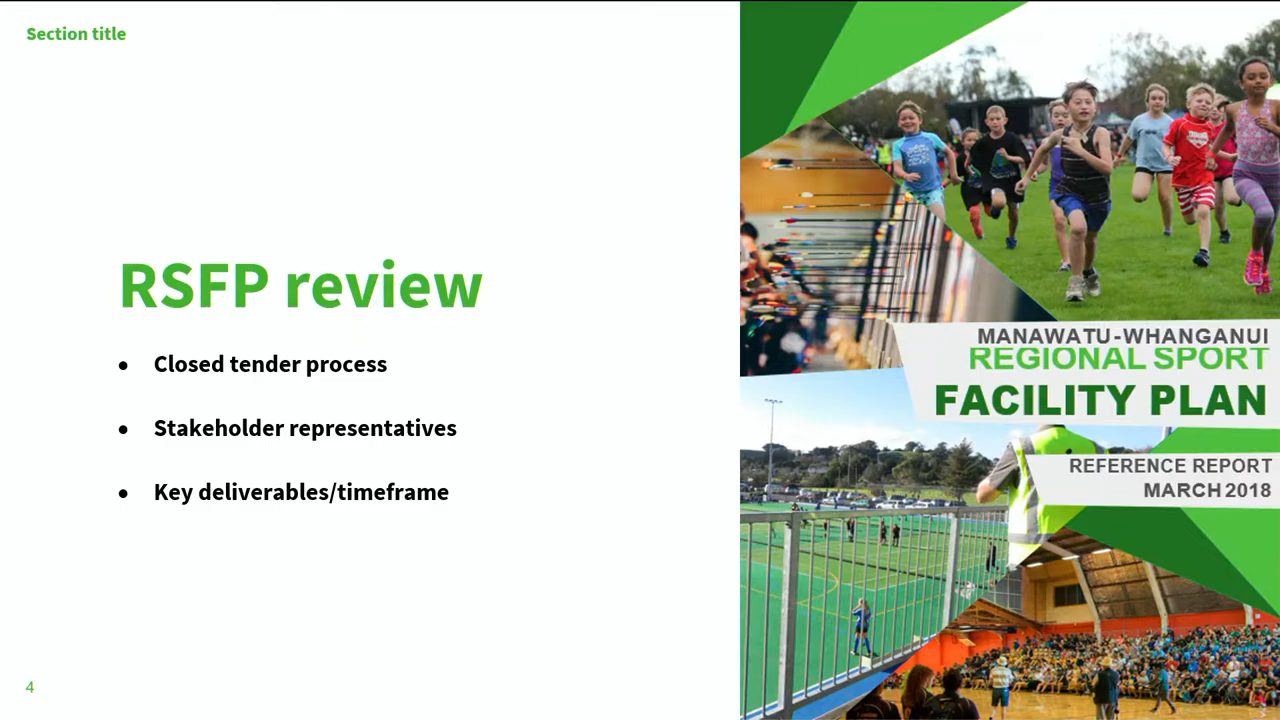 Section title
RSFP review
• Closed tender process
• Stakeholder representatives
• Key deliverables/timeframe
4
MANAWATU-WHANGANUI
REGIONAL SPORT
FACILITY PLAN
REFERENCE REPORT
MARCH 2018